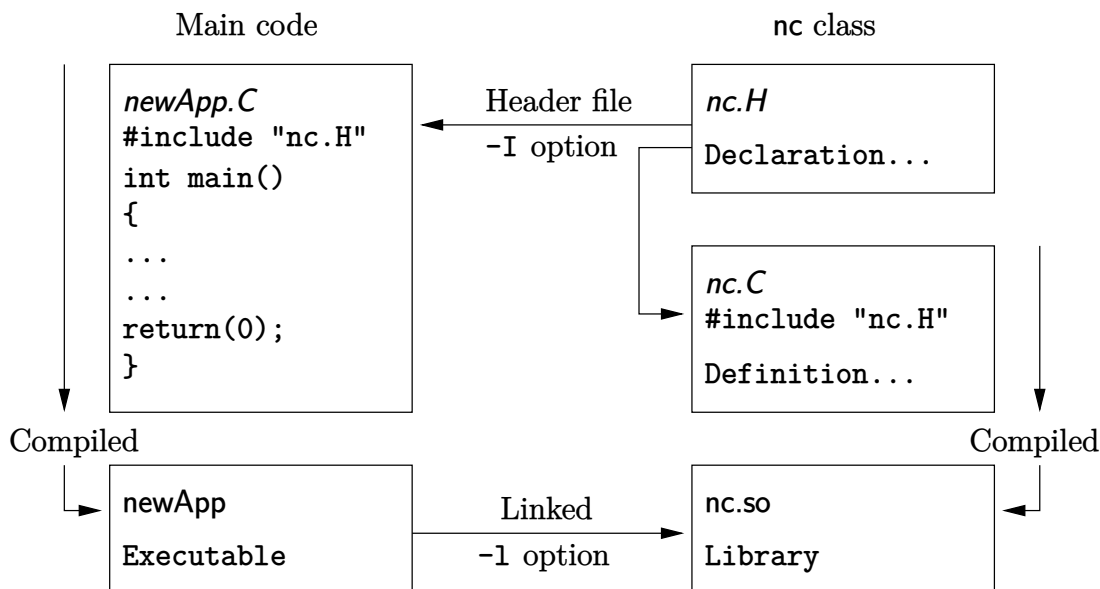 Main code
newApp.C
#include "nc.H"
int main()
{
...
...
return(0);
}
Header file
-I option
nc class
nc.H
Declaration...
nc.C
#include "nc.H"
Definition...
Compiled
Compiled
newApp
Executable
Linked
-l option
nc.so
Library